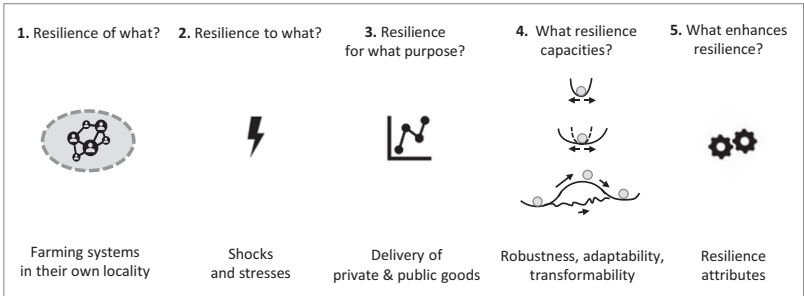 1. Resilience of what?
2. Resilience to what?
3. Resilience
for what purpose?
4. What resilience
capacities?
5. What enhances
resilience?
Farming systems
in their own locality
Shocks
and stresses
Delivery of
private & public goods
Robustness, adaptability,
transformability
Resilience
attributes